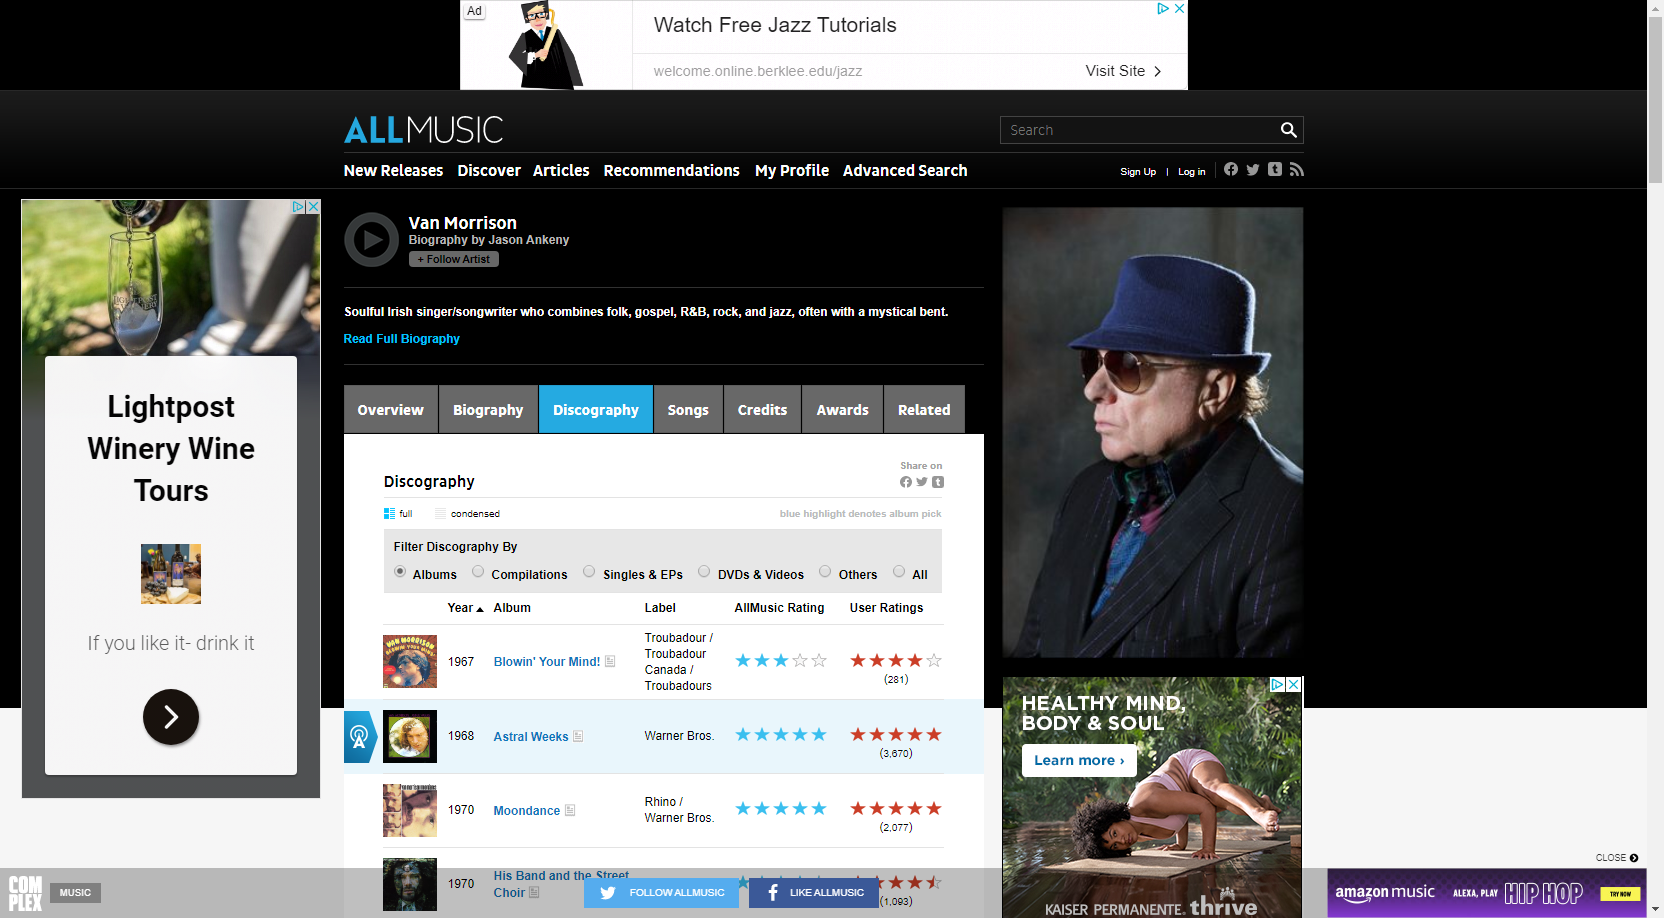 Ad
Watch Free Jazz Tutorials
welcome.online.berklee.edu/jazz
Visit Site
ALLMUSIC
Search
New Releases Discover Articles Recommendations My Profile Advanced Search
Sign Up | Log in
Lightpost
Winery Wine
Tours
If you like it- drink it
Van Morrison
Biography by Jason Ankeny
+ Follow Artist
Soulful Irish singer/songwriter who combines folk, gospel, R&B, rock, and jazz, often with a mystical bent.
Read Full Biography
Overview Biography Discography Songs Credits Awards Related
Share on
Discography
full condensed
blue highlight denotes album pick
Filter Discography By
Albums Compilations Singles & EPs DVDs & Videos Others All
Year Album Label AllMusic Rating User Ratings
1967 Blowin' Your Mind! Troubadour /
Troubadour
Canada /
Troubadours
(281)
1968 Astral Weeks Warner Bros.
(3,670)
1970 Moondance Rhino /
Warner Bros.
(2,077)
1970 His Band and the Street
Choir
(1,093)
HEALTHY MIND,
BODY & SOUL
Learn more ›
KAISER PERMANENTE. thrive
CLOSE
COMPLEX
MUSIC
FOLLOW ALLMUSIC
LIKE ALLMUSIC
amazon music ALEXA, PLAY HIP HOP TRY NOW